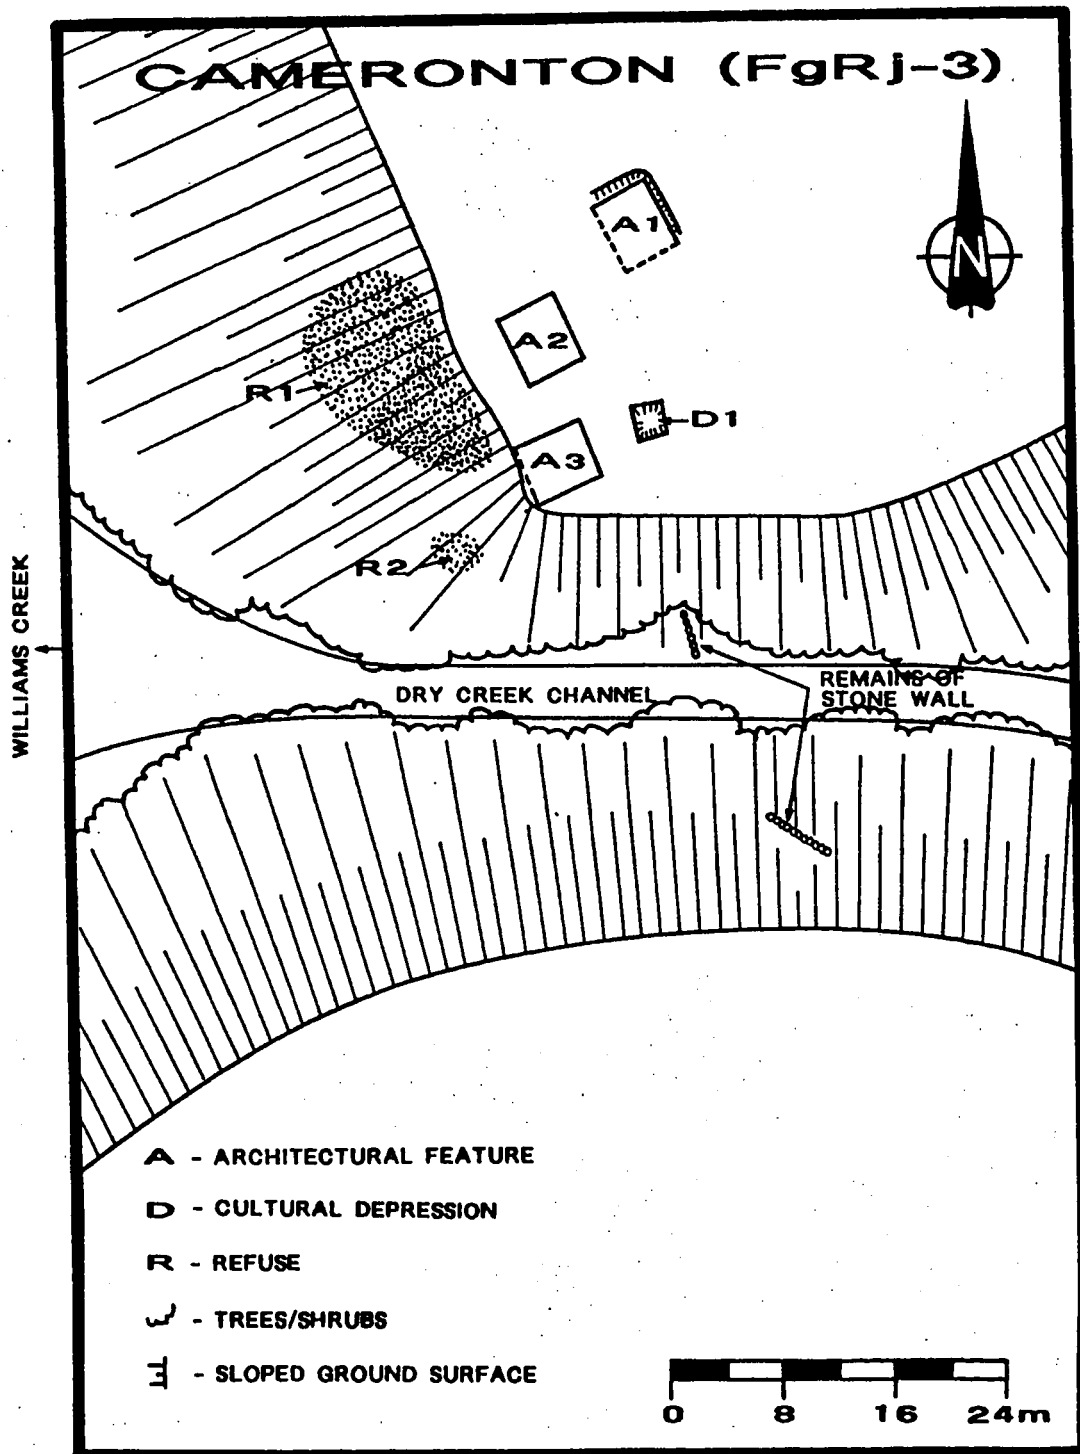 CAMERONTON (FgRj-3)
A1
N
A2
R1
D1
A3
R2
WILLIAMS CREEK
REMAINS OF
STONE WALL
DRY CREEK CHANNEL
A - ARCHITECTURAL FEATURE
D - CULTURAL DEPRESSION
R - REFUSE
- TREES/SHRUBS
- SLOPED GROUND SURFACE
0 8 16 24m